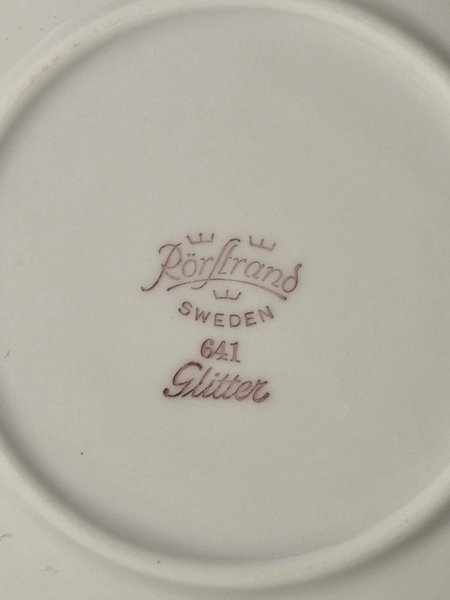 Rörstrand
SWEDEN
641
Glitter